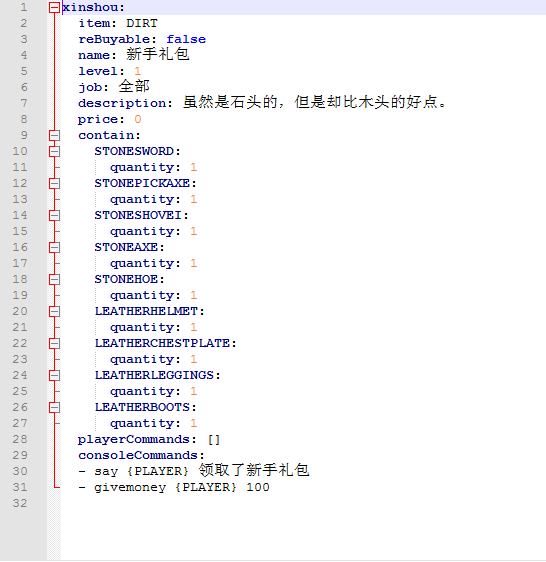 1 xinshou:
2 item: DIRT
3 reBuyable: false
4 name: 新手礼包
5 level: 1
6 job: 全部
7 description: 虽然是石头的，但是却比木头的好点。
8 price: 0
9 contain:
10 STONESWORD:
11 quantity: 1
12 STONEPICKAXE:
13 quantity: 1
14 STONESHOVEI:
15 quantity: 1
16 STONEAXE:
17 quantity: 1
18 STONEHOE:
19 quantity: 1
20 LEATHERHELMET:
21 quantity: 1
22 LEATHERCHESTPLATE:
23 quantity: 1
24 LEATHERLEGGINGS:
25 quantity: 1
26 LEATHERBOOTS:
27 quantity: 1
28 playerCommands: []
29 consoleCommands:
30 - say {PLAYER} 领取了新手礼包
31 - givemoney {PLAYER} 100
32